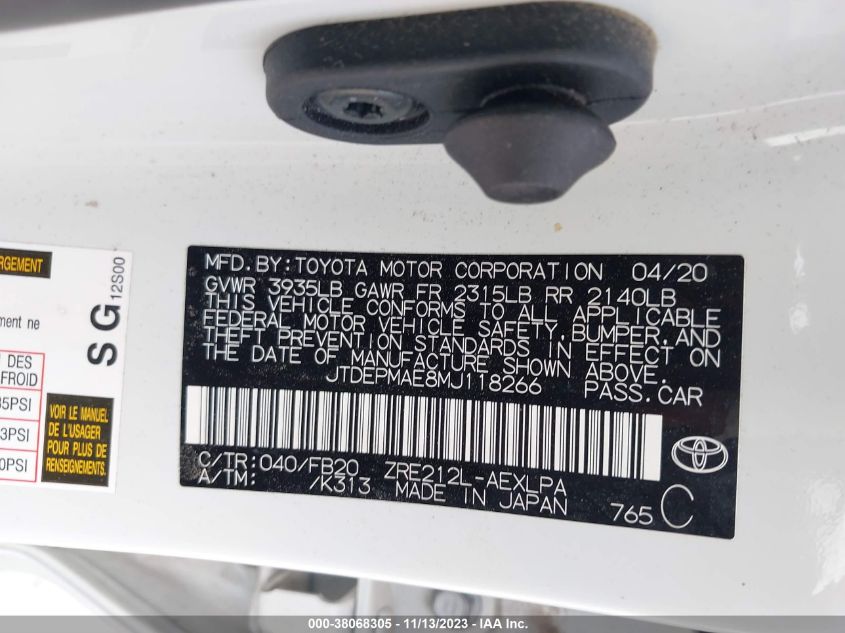 RGEMENT
ment ne
DES
FROID
35PSI
3PSI
0PSI
SG 12S00
VOIR LE MANUEL
DE L'USAGER
POUR PLUS DE
RENSEIGNEMENTS.
MFD.BY:TOYOTA MOTOR CORPORATION 04/20
GVWR 3935LB GAWR FR 2315LB RR 2140LB
THIS VEHICLE CONFORMS TO ALL APPLICABLE
FEDERAL MOTOR VEHICLE SAFETY,BUMPER,AND
THEFT PREVENTION STANDARDS IN EFFECT ON
THE DATE OF MANUFACTURE SHOWN ABOVE.
JTDEPMAE8MJ118266 PASS.CAR
C/TR:040/FB20 ZRE212L-AEXLPA
A/TM: /K313 MADE IN JAPAN 765 C
000-38068305 - 11/13/2023 - IAA Inc.